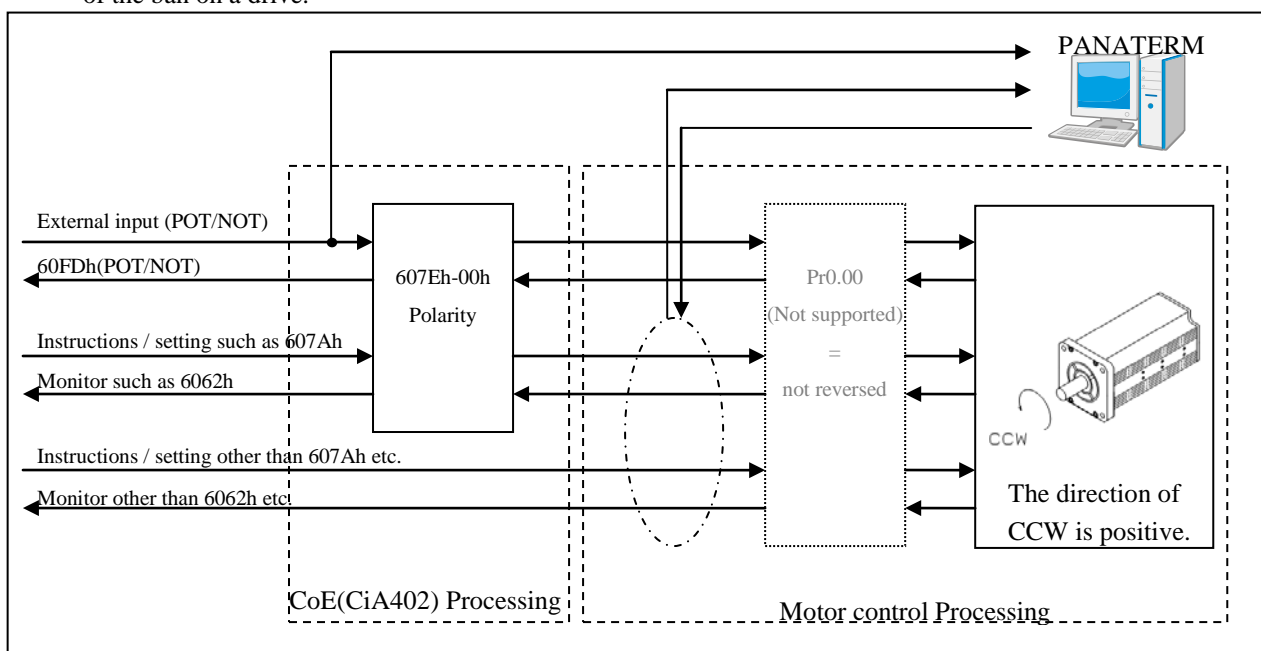 of the ban on a drive.
PANATERM
External input (POT/NOT)
60FDh(POT/NOT)
607Eh-00h
Polarity
Instructions / setting such as 607Ah
Monitor such as 6062h
Instructions / setting other than 607Ah etc.
Monitor other than 6062h etc.
Pr0.00
(Not supported)
=
not reversed
CCW
The direction of
CCW is positive.
CoE(CiA402) Processing
Motor control Processing